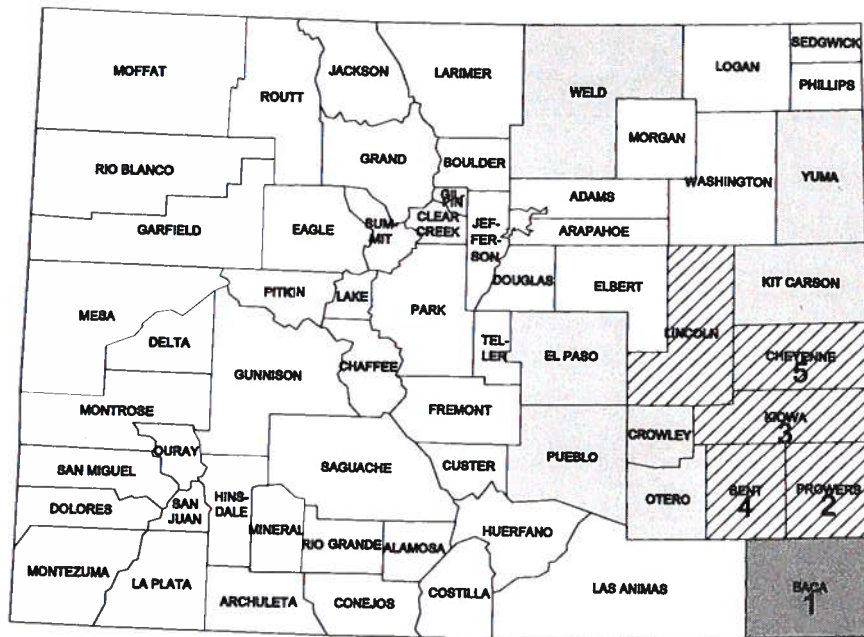 MOFFAT
ROUTT
JACKSON
LARIMER
WELD
LOGAN
SEDGWICK
PHILLIPS
MORGAN
RIO BLANCO
GRAND
BOULDER
WASHINGTON
YUMA
GARFIELD
EAGLE
SUM-
MIT
GIL-
PIN
CLEAR
CREEK
JEF-
FER-
SON
ADAMS
ARAPAHOE
DOUGLAS
ELBERT
KIT CARSON
MESA
PITKIN
LAKE
PARK
LINCOLN
DELTA
GUNNISON
CHAFFEE
TEL-
LER
EL PASO
CHEYENNE
5
MONTROSE
FREMONT
KIOWA
3
OURAY
SAGUACHE
CUSTER
PUEBLO
CROWLEY
SAN MIGUEL
DOLORES
SAN
JUAN
HINS-
DALE
MINERAL
RIO GRANDE
ALAMOSA
HUERFANO
OTERO
BENT
4
PROWERS
2
MONTEZUMA
LA PLATA
ARCHULETA
CONEJOS
COSTILLA
LAS ANIMAS
BACA
1